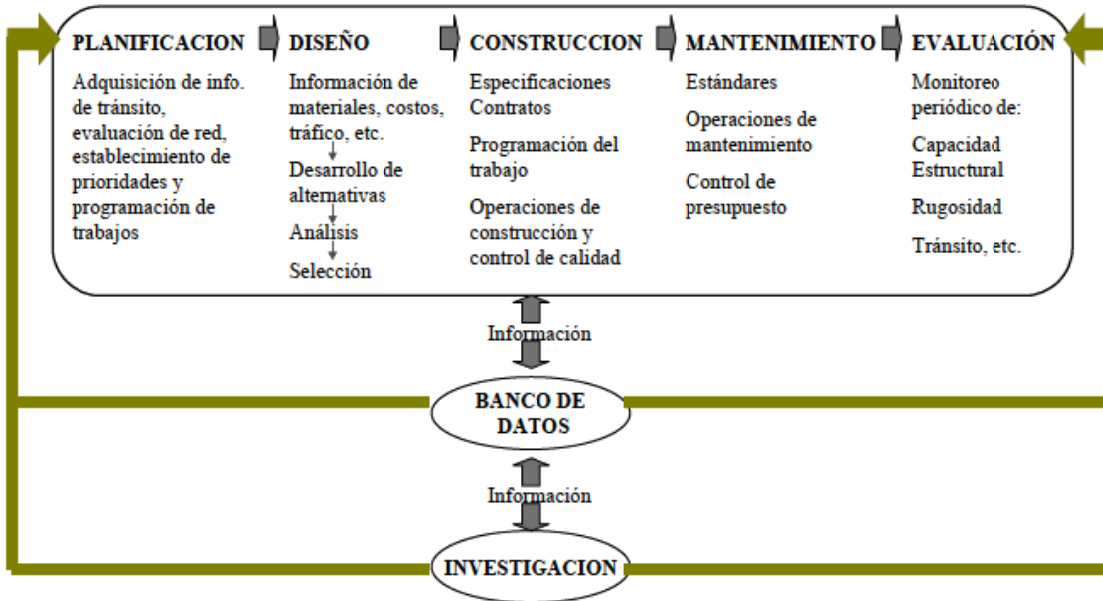 PLANIFICACION
Adquisición de info.
de tránsito,
evaluación de red,
establecimiento de
prioridades y
programación de
trabajos
DISEÑO
Información de
materiales, costos,
tráfico, etc.
Desarrollo de
alternativas
Análisis
Selección
CONSTRUCCION
Especificaciones
Contratos
Programación del
trabajo
Operaciones de
construcción y
control de calidad
MANTENIMIENTO
Estándares
Operaciones de
mantenimiento
Control de
presupuesto
EVALUACIÓN
Monitoreo
periódico de:
Capacidad
Estructural
Rugosidad
Tránsito, etc.
Información
BANCO DE
DATOS
Información
INVESTIGACION